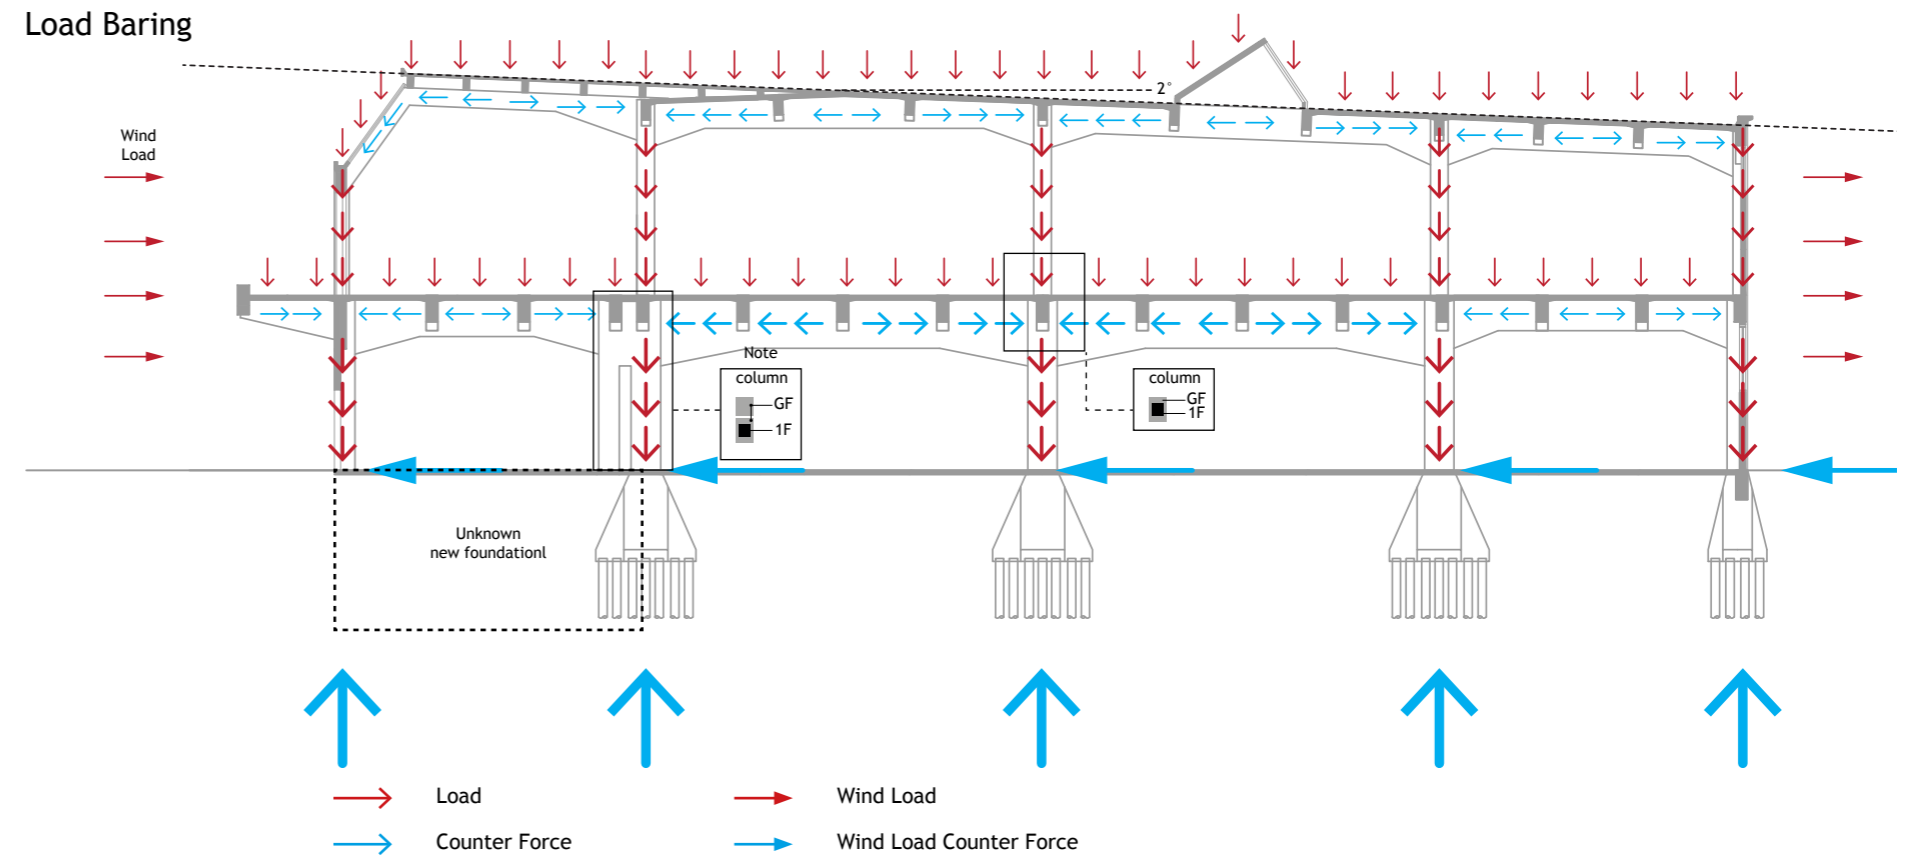 Load Baring
2°
Wind
Load
Note
column
GF
1F
column
GF
1F
Unknown
new foundationl
Load
Wind Load
Counter Force
Wind Load Counter Force